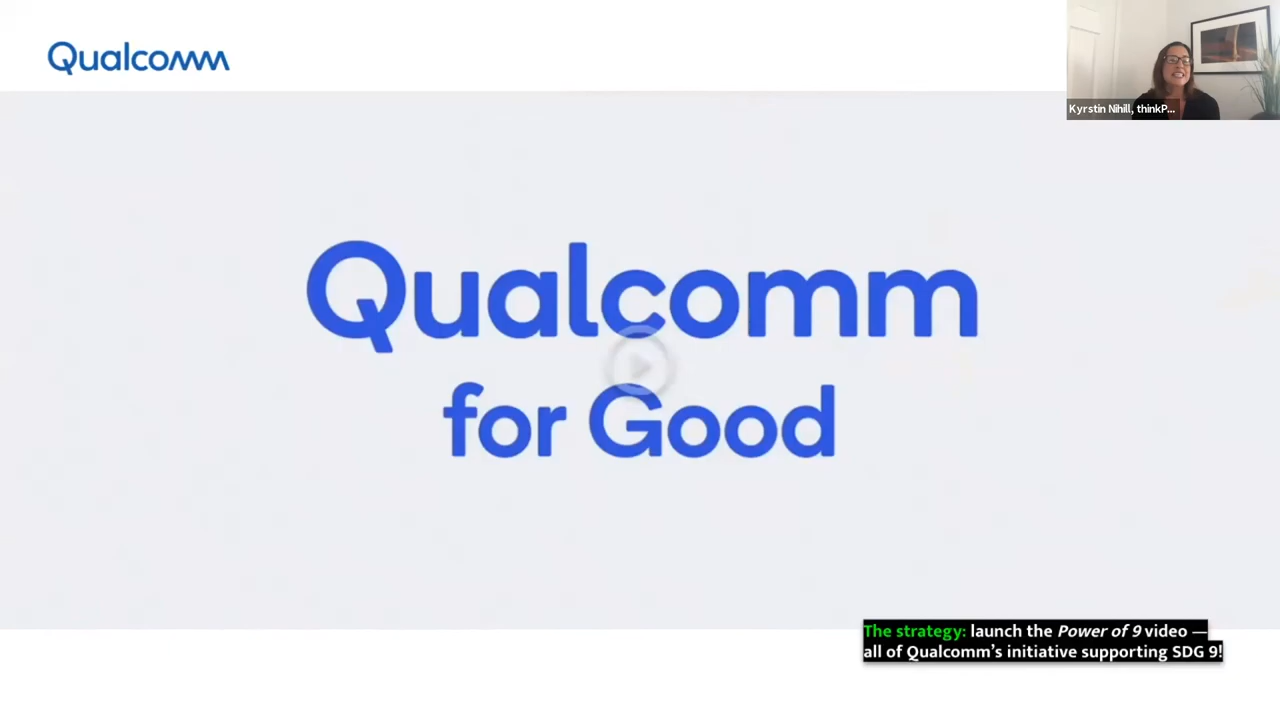 Qualcomm
Kyrstin Nihill, thinkP...
Qualcomm
for Good
The strategy: launch the Power of 9 video —
all of Qualcomm’s initiative supporting SDG 9!